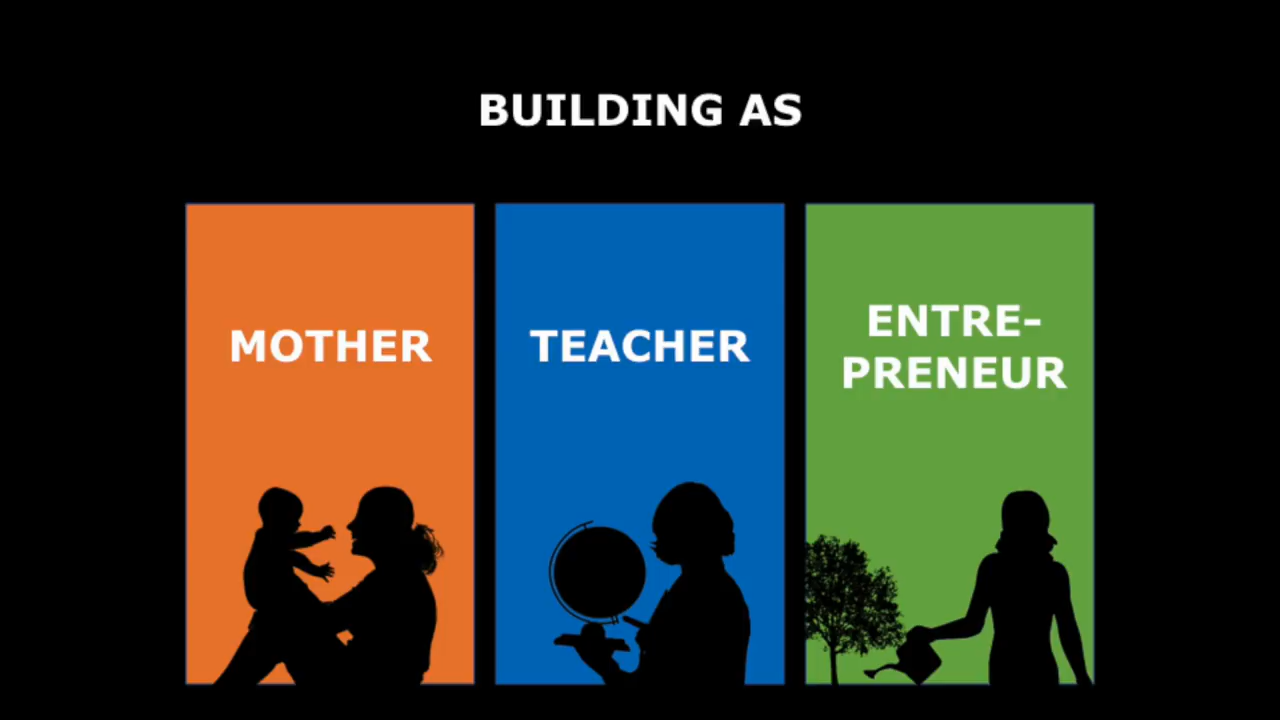 BUILDING AS
MOTHER
TEACHER
ENTRE-
PRENEUR